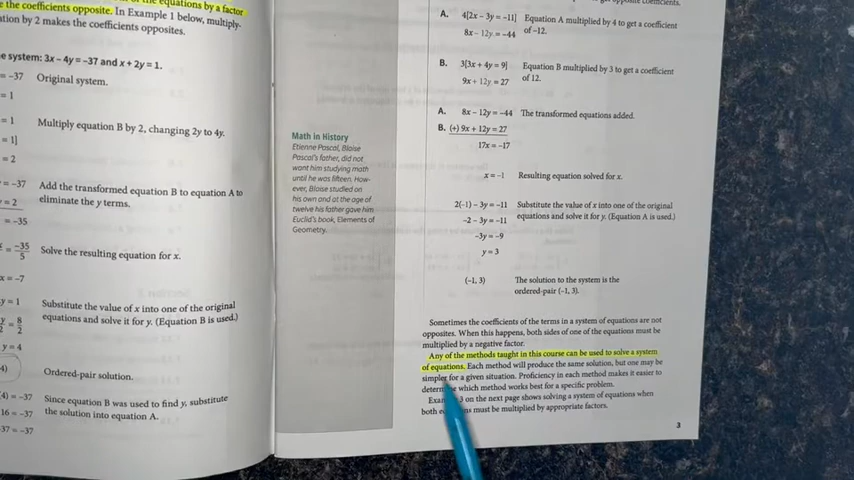 the equations by a factor
the coefficients opposite. In Example 1 below, multiply-
ation by 2 makes the coefficients opposites.
e system: 3x - 4y = -37 and x + 2y = 1.
= -37 Original system.
= 1
= 1 Multiply equation B by 2, changing 2y to 4y.
= 1]
= 2
= -37 Add the transformed equation B to equation A to
= 2 eliminate the y terms.
= -35
= -35/5 Solve the resulting equation for x.
x = -7
y = 1 Substitute the value of x into one of the original
= 8/2 equations and solve it for y. (Equation B is used.)
y = 4
4) Ordered-pair solution.
(4) = -37 Since equation B was used to find y, substitute
16 = -37 the solution into equation A.
-37 = -37
Math in History
Etienne Pascal, Blaise
Pascal's father, did not
want him studying math
until he was fifteen. How-
ever, Blaise studied on
his own and at the age of
twelve his father gave him
Euclid's book, Elements of
Geometry.
A. 4[2x - 3y = -11] Equation A multiplied by 4 to get a coefficient
8x - 12y = -44 of -12.
B. 3[3x + 4y = 9] Equation B multiplied by 3 to get a coefficient
9x + 12y = 27 of 12.
A. 8x - 12y = -44 The transformed equations added.
B. (+) 9x + 12y = 27
17x = -17
x = -1 Resulting equation solved for x.
2(-1) - 3y = -11 Substitute the value of x into one of the original
-2 - 3y = -11 equations and solve it for y. (Equation A is used.)
-3y = -9
y = 3
(-1, 3) The solution to the system is the
ordered-pair (-1, 3).
Sometimes the coefficients of the terms in a system of equations are not
opposites. When this happens, both sides of one of the equations must be
multiplied by a negative factor.
Any of the methods taught in this course can be used to solve a system
of equations. Each method will produce the same solution, but one may be
simpler for a given situation. Proficiency in each method makes it easier to
determine which method works best for a specific problem.
3 on the next page shows solving a system of equations when
both must be multiplied by appropriate factors.
3